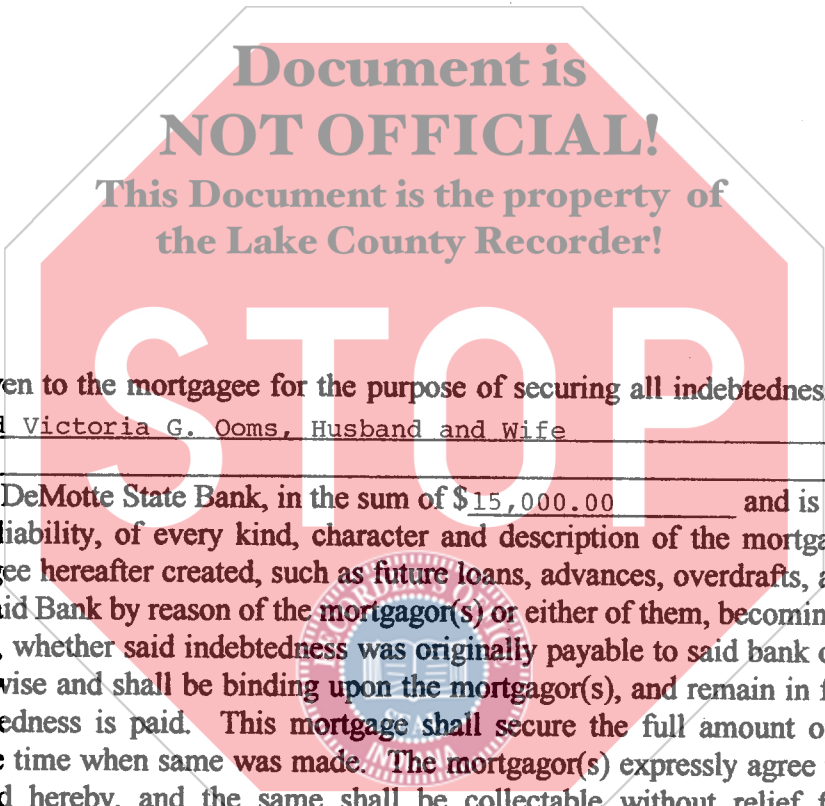 Document is
NOT OFFICIAL!
This Document is the property of
the Lake County Recorder!
STOP
en to the mortgagee for the purpose of securing all indebtednes
Victoria G. Ooms, Husband and Wife
DeMotte State Bank, in the sum of $15,000.00 and is
liability, of every kind, character and description of the mortga
gee hereafter created, such as future loans, advances, overdrafts, a
aid Bank by reason of the mortgagor(s) or either of them, becomin
, whether said indebtedness was originally payable to said bank o
wise and shall be binding upon the mortgagor(s), and remain in f
edness is paid. This mortgage shall secure the full amount o
e time when same was made. The mortgagor(s) expressly agree
d hereby, and the same shall be collectable without relief f
RECORDER'S OFFICE
SEAL
INDIANA